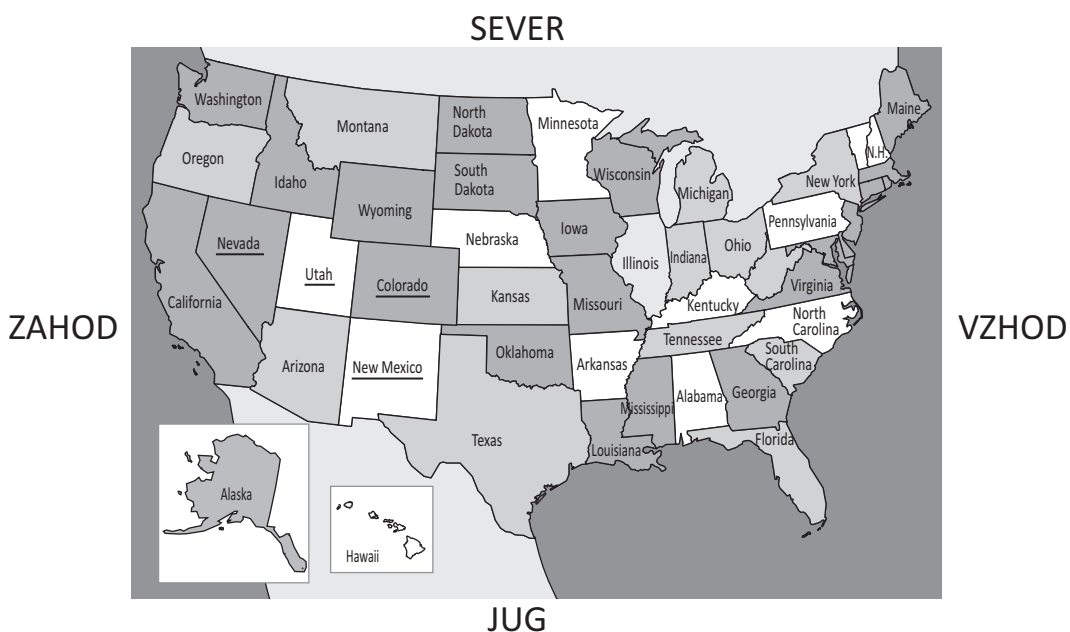 SEVER
Washington
Montana
North
Dakota
Minnesota
Maine
Oregon
Idaho
South
Dakota
Wisconsin
Michigan
N.H.
New York
Wyoming
Nebraska
Iowa
Pennsylvania
Nevada
Utah
Colorado
Illinois
Indiana
Ohio
California
Kansas
Missouri
Kentucky
Virginia
ZAHOD
VZHOD
North
Carolina
Arizona
New Mexico
Oklahoma
Arkansas
Tennessee
South
Carolina
Mississippi
Alabama
Georgia
Texas
Louisiana
Florida
Alaska
Hawaii
JUG